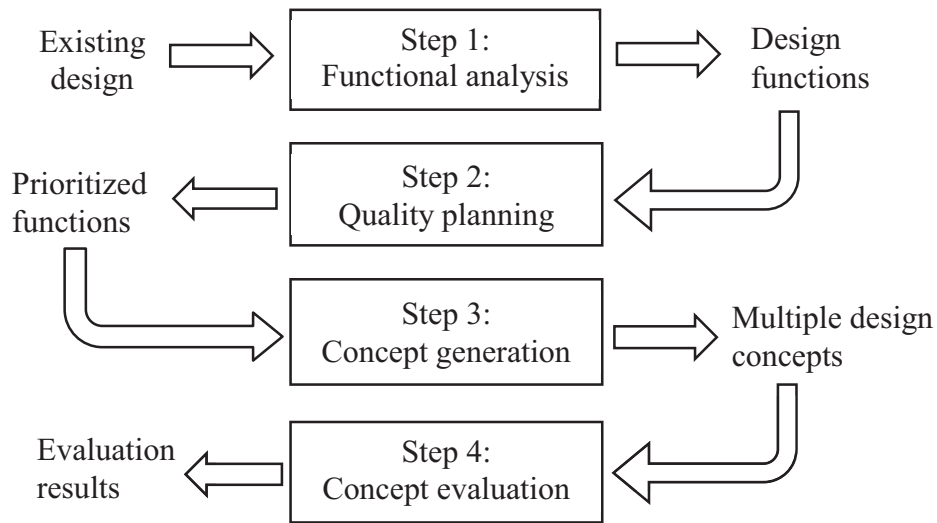 Existing
design
Step 1:
Functional analysis
Design
functions
Prioritized
functions
Step 2:
Quality planning
Step 3:
Concept generation
Multiple design
concepts
Evaluation
results
Step 4:
Concept evaluation